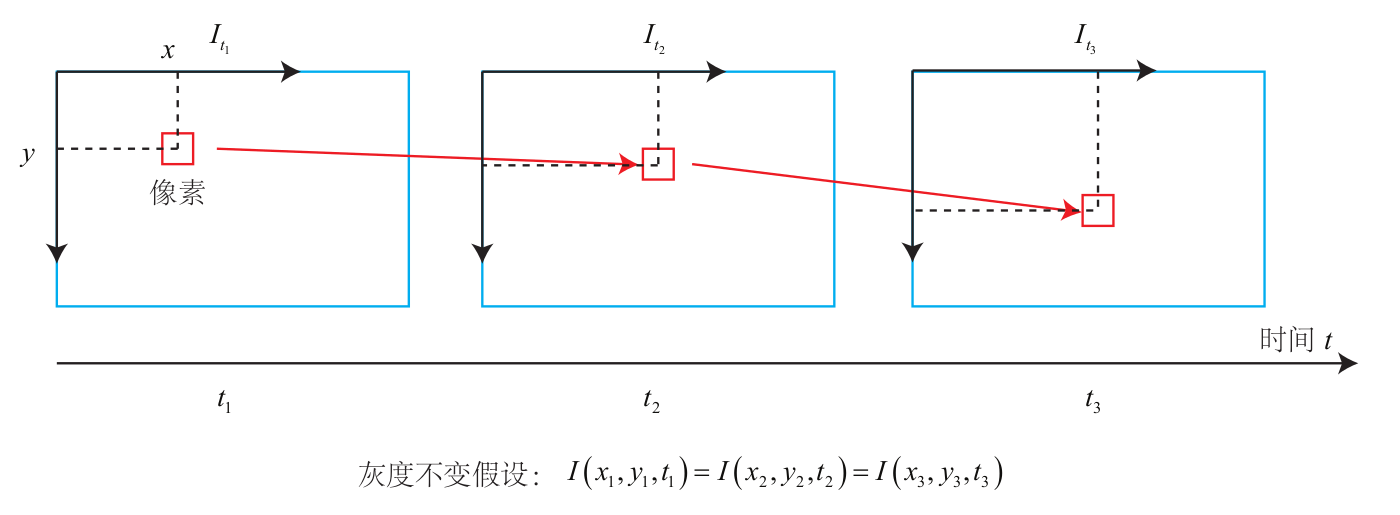 x I_{t_1} I_{t_2} I_{t_3}
y
像素
时间 t
t_1 t_2 t_3
灰度不变假设： I(x_1, y_1, t_1) = I(x_2, y_2, t_2) = I(x_3, y_3, t_3)